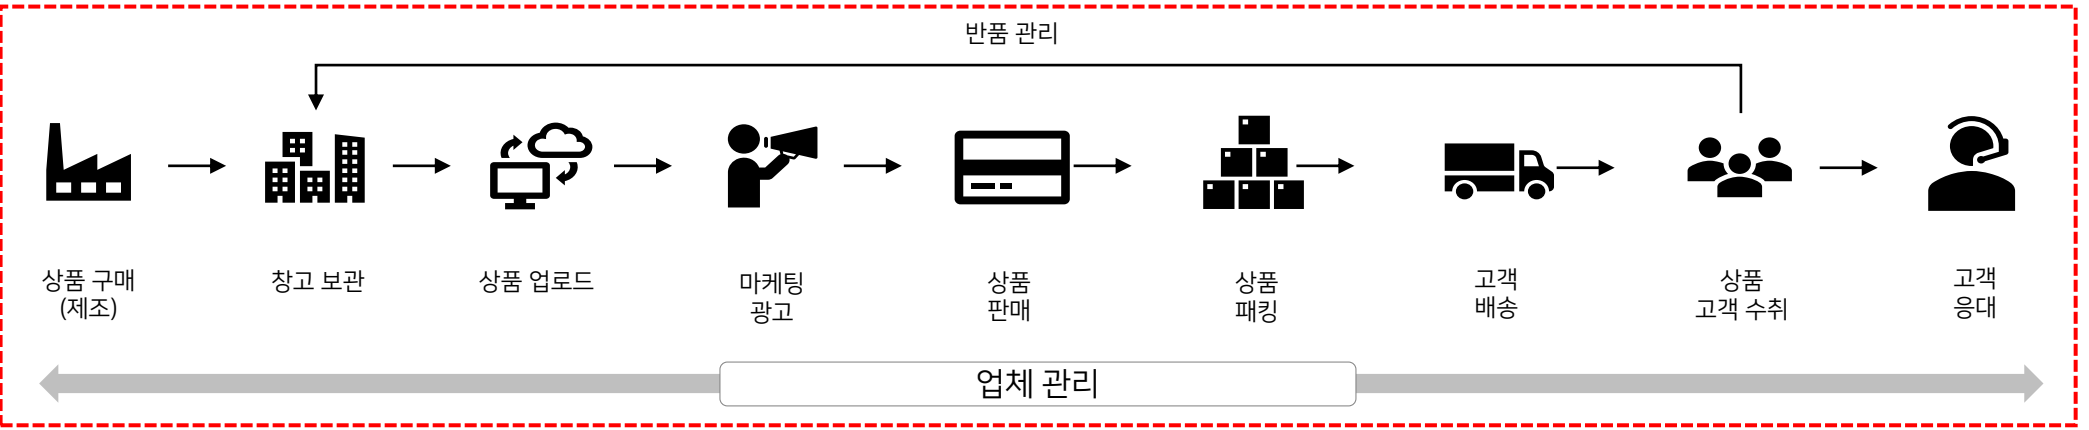 반품 관리
상품 구매
(제조)
창고 보관
상품 업로드
마케팅
광고
상품
판매
상품
패킹
고객
배송
상품
고객 수취
고객
응대
업체 관리